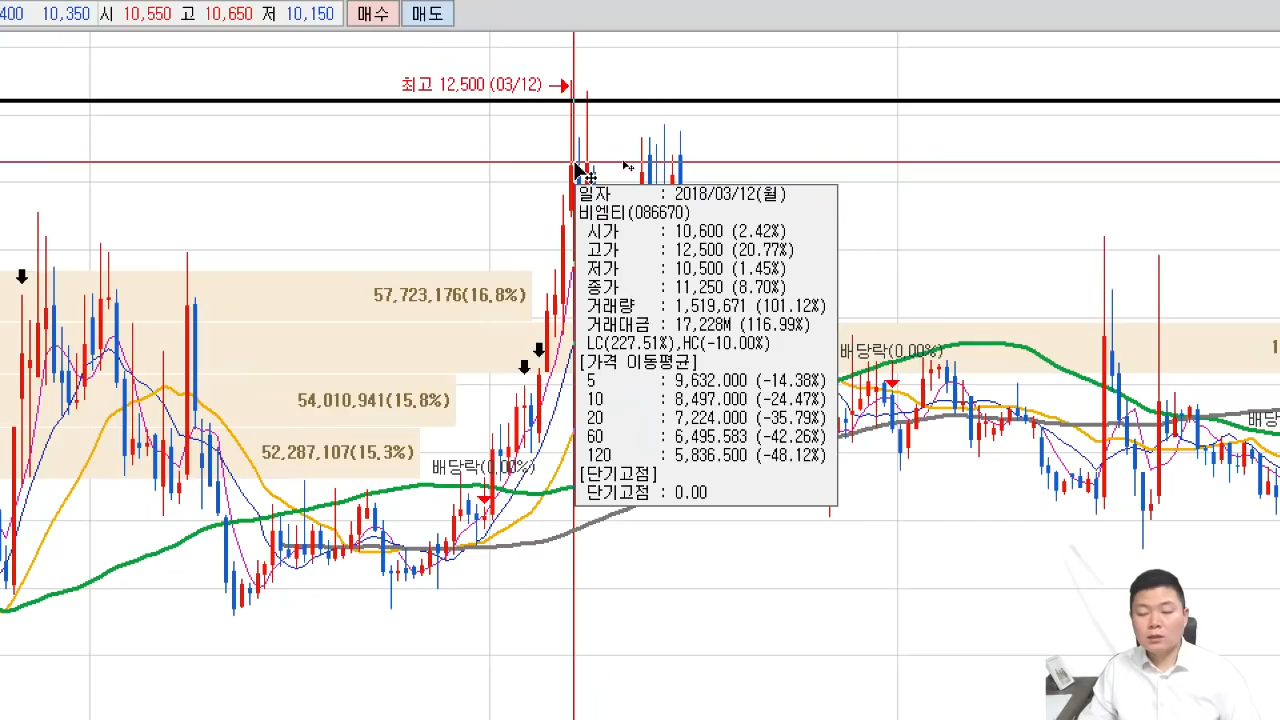 400 10,350 시 10,550 고 10,650 저 10,150 매수 매도
최고 12,500 (03/12)
일자 : 2018/03/12(월)
비엠티(086670)
시가 : 10,600 (2.42%)
고가 : 12,500 (20.77%)
저가 : 10,500 (1.45%)
종가 : 11,250 (8.70%)
거래량 : 1,519,671 (101.12%)
거래대금 : 17,228M (116.99%)
LC(227.51%),HC(-10.00%)
[가격 이동평균]
5 : 9,632.000 (-14.38%)
10 : 8,497.000 (-24.47%)
20 : 7,224.000 (-35.79%)
60 : 6,495.583 (-42.26%)
120 : 5,836.500 (-48.12%)
[단기고점]
단기고점 : 0.00
57,723,176(16.8%)
54,010,941(15.8%)
52,287,107(15.3%)
배당락(0.00%)
배당락(0.00%)
1
배당